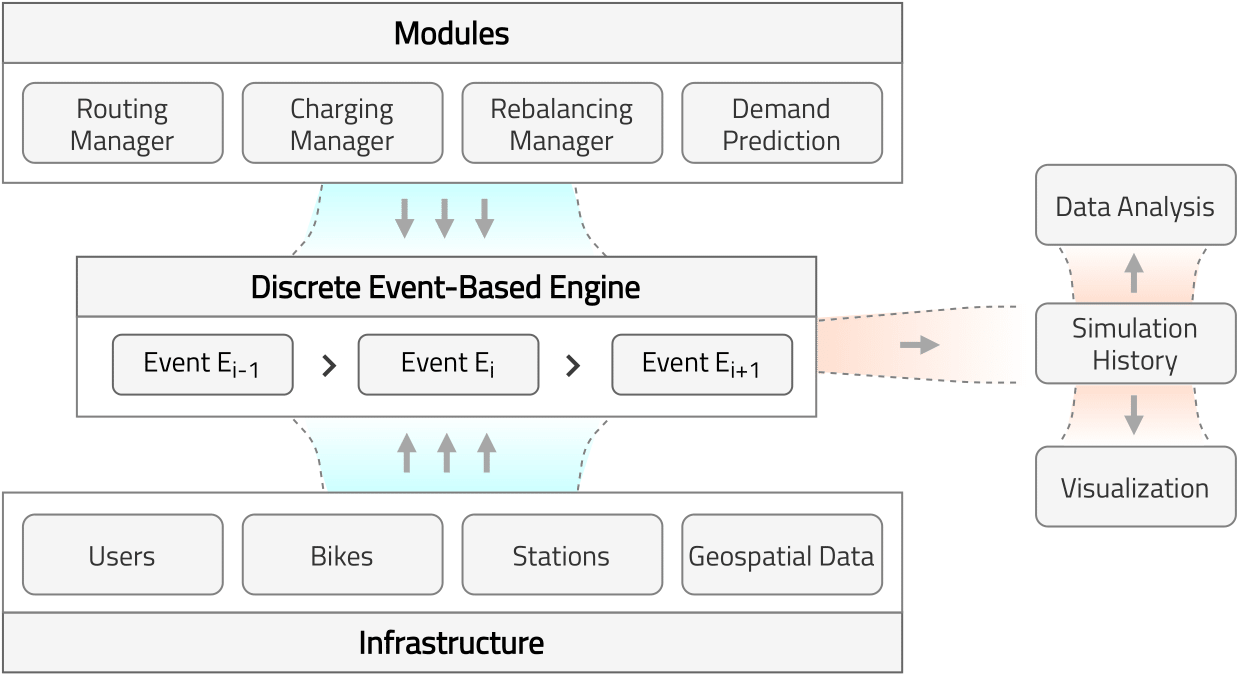 Modules
Routing
Manager
Charging
Manager
Rebalancing
Manager
Demand
Prediction
Discrete Event-Based Engine
Event E_{i-1} > Event E_i > Event E_{i+1}
Users
Bikes
Stations
Geospatial Data
Infrastructure
Data Analysis
Simulation
History
Visualization